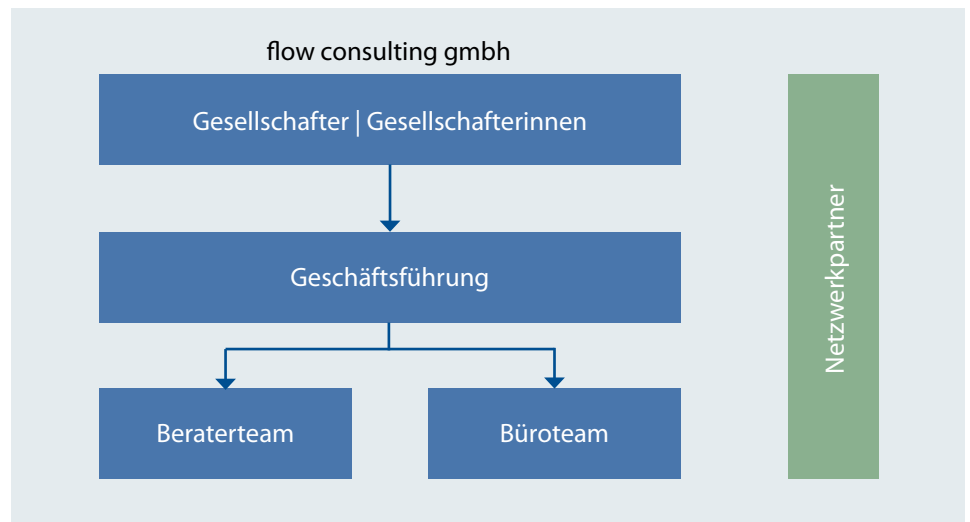 flow consulting gmbh
Gesellschafter | Gesellschafterinnen
Geschäftsführung
Beraterteam
Büroteam
Netzwerkpartner